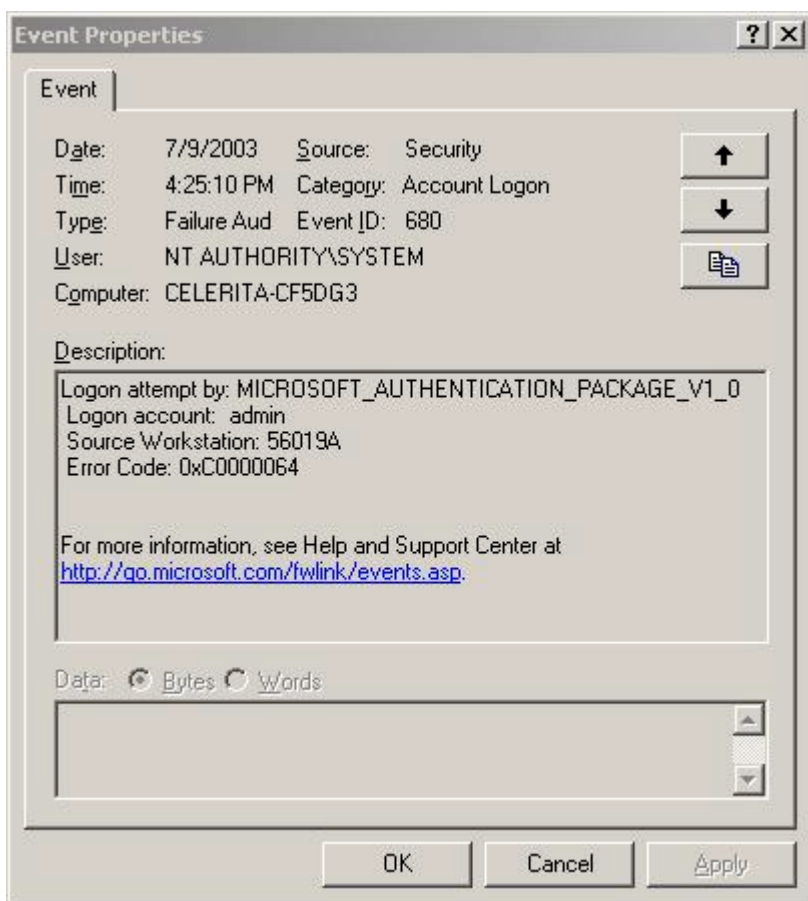 Event Properties
Event
Date: 7/9/2003 Source: Security
Time: 4:25:10 PM Category: Account Logon
Type: Failure Aud Event ID: 680
User: NT AUTHORITY\SYSTEM
Computer: CELERITA-CF5DG3
Description:
Logon attempt by: MICROSOFT_AUTHENTICATION_PACKAGE_V1_0
Logon account: admin
Source Workstation: 56019A
Error Code: 0xC0000064
For more information, see Help and Support Center at
http://go.microsoft.com/fwlink/events.asp.
Data: Bytes Words
OK Cancel Apply